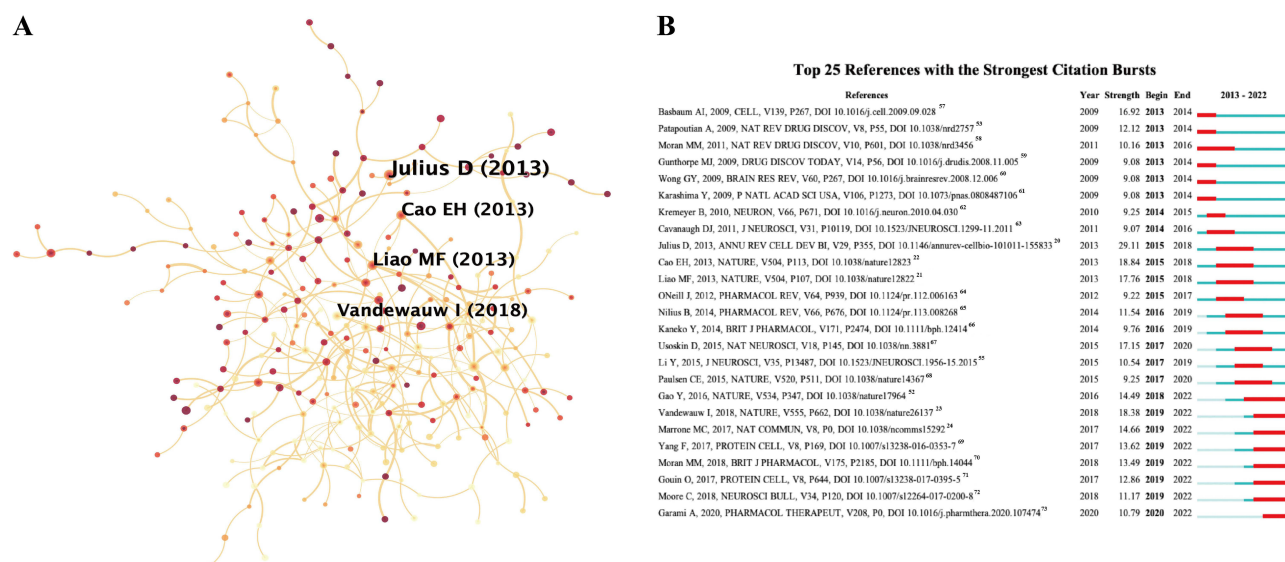 A
Julius D (2013)
Cao EH (2013)
Liao MF (2013)
Vandewauw I (2018)
B
Top 25 References with the Strongest Citation Bursts
References Year Strength Begin End 2013 - 2022
Basbaum AI, 2009, CELL, V139, P267, DOI 10.1016/j.cell.2009.09.028 57 2009 16.92 2013 2014
Patapoutian A, 2009, NAT REV DRUG DISCOV, V8, P55, DOI 10.1038/nrd2757 53 2009 12.12 2013 2014
Moran MM, 2011, NAT REV DRUG DISCOV, V10, P601, DOI 10.1038/nrd3456 58 2011 10.16 2013 2016
Gunthorpe MJ, 2009, DRUG DISCOV TODAY, V14, P56, DOI 10.1016/j.drudis.2008.11.005 59 2009 9.08 2013 2014
Wong GY, 2009, BRAIN RES REV, V60, P267, DOI 10.1016/j.brainresrev.2008.12.006 60 2009 9.08 2013 2014
Karashima Y, 2009, P NATL ACAD SCI USA, V106, P1273, DOI 10.1073/pnas.0808487106 61 2009 9.08 2013 2014
Kremeyer B, 2010, NEURON, V66, P671, DOI 10.1016/j.neuron.2010.04.030 62 2010 9.25 2014 2015
Cavanaugh DJ, 2011, J NEUROSCI, V31, P10119, DOI 10.1523/JNEUROSCI.1299-11.2011 63 2011 9.07 2014 2016
Julius D, 2013, ANNU REV CELL DEV BI, V29, P355, DOI 10.1146/annurev-cellbio-101011-155833 20 2013 29.11 2015 2018
Cao EH, 2013, NATURE, V504, P113, DOI 10.1038/nature12823 22 2013 18.84 2015 2018
Liao MF, 2013, NATURE, V504, P107, DOI 10.1038/nature12822 21 2013 17.76 2015 2018
ONeill J, 2012, PHARMACOL REV, V64, P939, DOI 10.1124/pr.112.006163 64 2012 9.22 2015 2017
Nilius B, 2014, PHARMACOL REV, V66, P676, DOI 10.1124/pr.113.008268 65 2014 11.54 2016 2019
Kaneko Y, 2014, BRIT J PHARMACOL, V171, P2474, DOI 10.1111/bph.12414 66 2014 9.76 2016 2019
Usoskin D, 2015, NAT NEUROSCI, V18, P145, DOI 10.1038/nn.3881 67 2015 17.15 2017 2020
Li Y, 2015, J NEUROSCI, V35, P13487, DOI 10.1523/JNEUROSCI.1956-15.2015 55 2015 10.54 2017 2019
Paulsen CE, 2015, NATURE, V520, P511, DOI 10.1038/nature14367 68 2015 9.25 2017 2020
Gao Y, 2016, NATURE, V534, P347, DOI 10.1038/nature17964 52 2016 14.49 2018 2022
Vandewauw I, 2018, NATURE, V555, P662, DOI 10.1038/nature26137 23 2018 18.38 2019 2022
Marrone MC, 2017, NAT COMMUN, V8, P0, DOI 10.1038/ncomms15292 24 2017 14.66 2019 2022
Yang F, 2017, PROTEIN CELL, V8, P169, DOI 10.1007/s13238-016-0353-7 69 2017 13.62 2019 2022
Moran MM, 2018, BRIT J PHARMACOL, V175, P2185, DOI 10.1111/bph.14044 70 2018 13.49 2019 2022
Gouin O, 2017, PROTEIN CELL, V8, P644, DOI 10.1007/s13238-017-0395-5 71 2017 12.86 2019 2022
Moore C, 2018, NEUROSCI BULL, V34, P120, DOI 10.1007/s12264-017-0200-8 72 2018 11.17 2019 2022
Garami A, 2020, PHARMACOL THERAPEUT, V208, P0, DOI 10.1016/j.pharmthera.2020.107474 73 2020 10.79 2020 2022